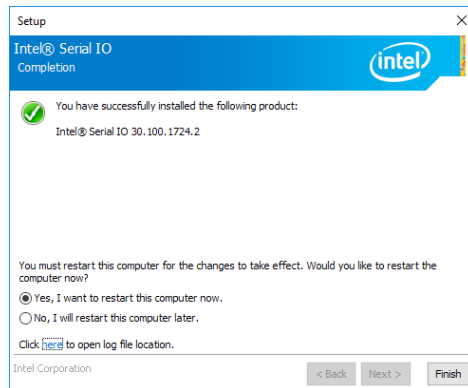 Setup
Intel® Serial IO
Completion
intel
You have successfully installed the following product:
Intel® Serial IO 30.100.1724.2
You must restart this computer for the changes to take effect. Would you like to restart the
computer now?
Yes, I want to restart this computer now.
No, I will restart this computer later.
Click here to open log file location.
Intel Corporation
< Back Next > Finish